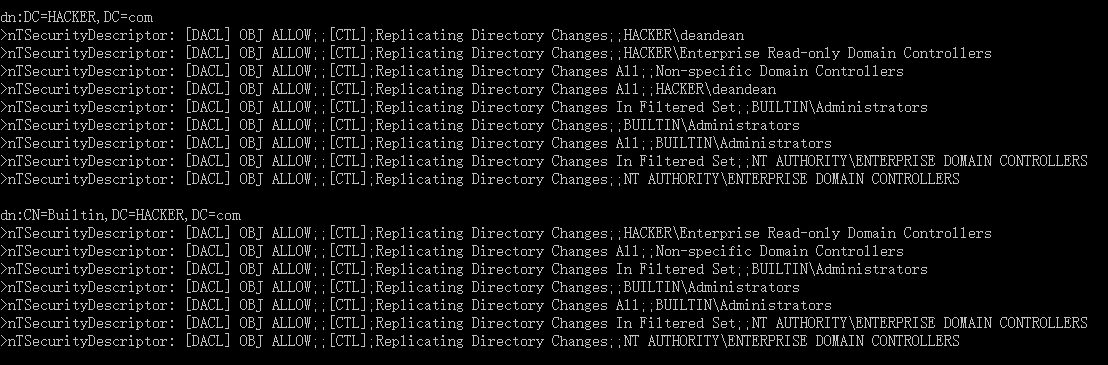 dn:DC=HACKER,DC=com
>nTSecurityDescriptor: [DACL] OBJ ALLOW;;[CTL];Replicating Directory Changes;;HACKER\deandean
>nTSecurityDescriptor: [DACL] OBJ ALLOW;;[CTL];Replicating Directory Changes;;HACKER\Enterprise Read-only Domain Controllers
>nTSecurityDescriptor: [DACL] OBJ ALLOW;;[CTL];Replicating Directory Changes All;;Non-specific Domain Controllers
>nTSecurityDescriptor: [DACL] OBJ ALLOW;;[CTL];Replicating Directory Changes All;;HACKER\deandean
>nTSecurityDescriptor: [DACL] OBJ ALLOW;;[CTL];Replicating Directory Changes In Filtered Set;;BUILTIN\Administrators
>nTSecurityDescriptor: [DACL] OBJ ALLOW;;[CTL];Replicating Directory Changes;;BUILTIN\Administrators
>nTSecurityDescriptor: [DACL] OBJ ALLOW;;[CTL];Replicating Directory Changes All;;BUILTIN\Administrators
>nTSecurityDescriptor: [DACL] OBJ ALLOW;;[CTL];Replicating Directory Changes In Filtered Set;;NT AUTHORITY\ENTERPRISE DOMAIN CONTROLLERS
>nTSecurityDescriptor: [DACL] OBJ ALLOW;;[CTL];Replicating Directory Changes;;NT AUTHORITY\ENTERPRISE DOMAIN CONTROLLERS
dn:CN=Builtin,DC=HACKER,DC=com
>nTSecurityDescriptor: [DACL] OBJ ALLOW;;[CTL];Replicating Directory Changes;;HACKER\Enterprise Read-only Domain Controllers
>nTSecurityDescriptor: [DACL] OBJ ALLOW;;[CTL];Replicating Directory Changes All;;Non-specific Domain Controllers
>nTSecurityDescriptor: [DACL] OBJ ALLOW;;[CTL];Replicating Directory Changes In Filtered Set;;BUILTIN\Administrators
>nTSecurityDescriptor: [DACL] OBJ ALLOW;;[CTL];Replicating Directory Changes;;BUILTIN\Administrators
>nTSecurityDescriptor: [DACL] OBJ ALLOW;;[CTL];Replicating Directory Changes All;;BUILTIN\Administrators
>nTSecurityDescriptor: [DACL] OBJ ALLOW;;[CTL];Replicating Directory Changes In Filtered Set;;NT AUTHORITY\ENTERPRISE DOMAIN CONTROLLERS
>nTSecurityDescriptor: [DACL] OBJ ALLOW;;[CTL];Replicating Directory Changes;;NT AUTHORITY\ENTERPRISE DOMAIN CONTROLLERS